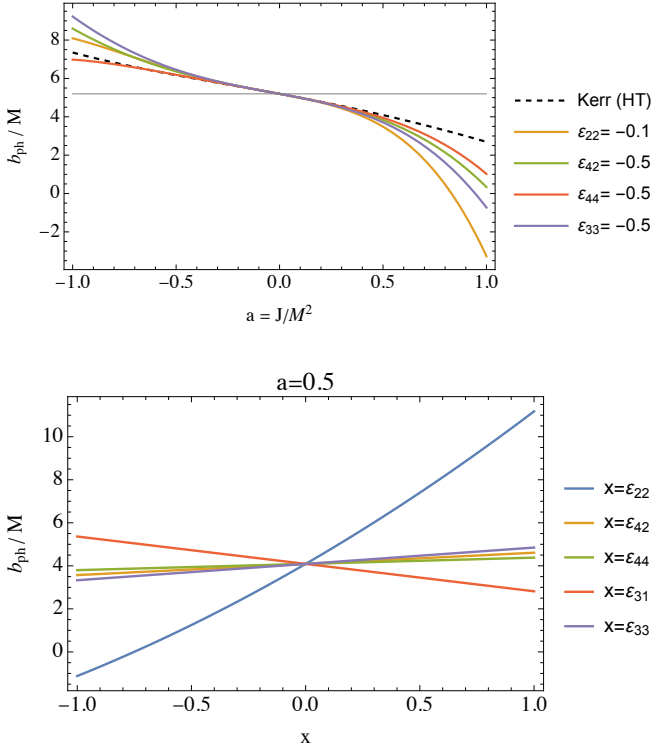 8
6
4
2
0
−2
b_ph / M
−1.0 −0.5 0.0 0.5 1.0
a = J/M²
Kerr (HT)
ϵ₂₂= −0.1
ϵ₄₂= −0.5
ϵ₄₄= −0.5
ϵ₃₃= −0.5
a=0.5
10
8
6
4
2
0
b_ph / M
−1.0 −0.5 0.0 0.5 1.0
x
x=ϵ₂₂
x=ϵ₄₂
x=ϵ₄₄
x=ϵ₃₁
x=ϵ₃₃